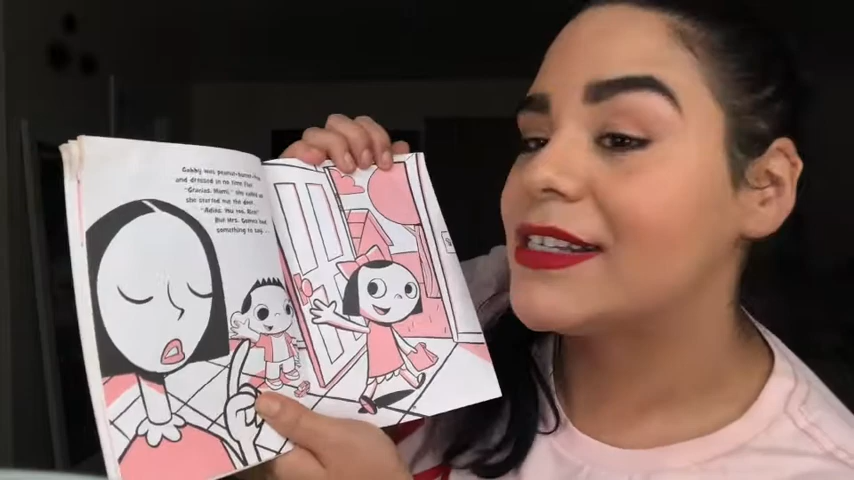 Gabby was peanut-butter
and dressed in no time flat.
"Gracias, Mami," she called as
she started out the door.
"Adiós,
But Mrs. Gomez had
something to say...